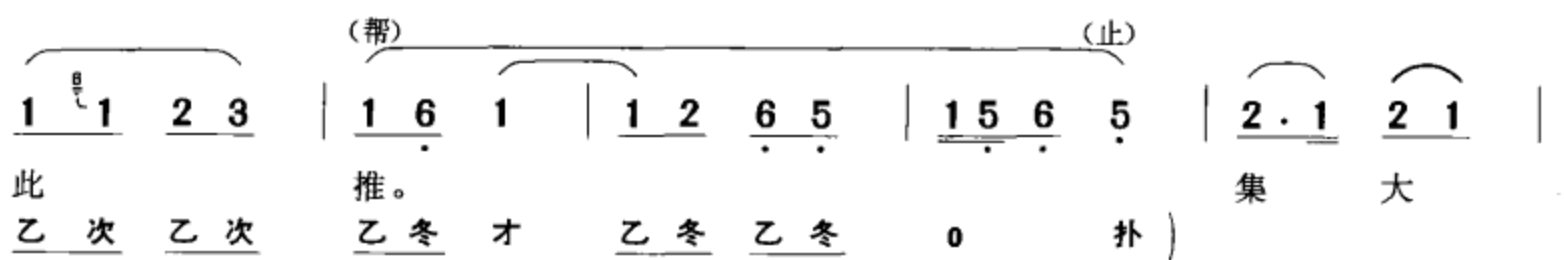 （帮） （止）
6
1 1 2 3 | 1 6 1 | 1 2 6 5 | 1 5 6 5 | 2 · 1 2 1 |
此 推。 集 大
乙 次 乙 次 乙 冬 才 乙 冬 乙 冬 0 扑 )